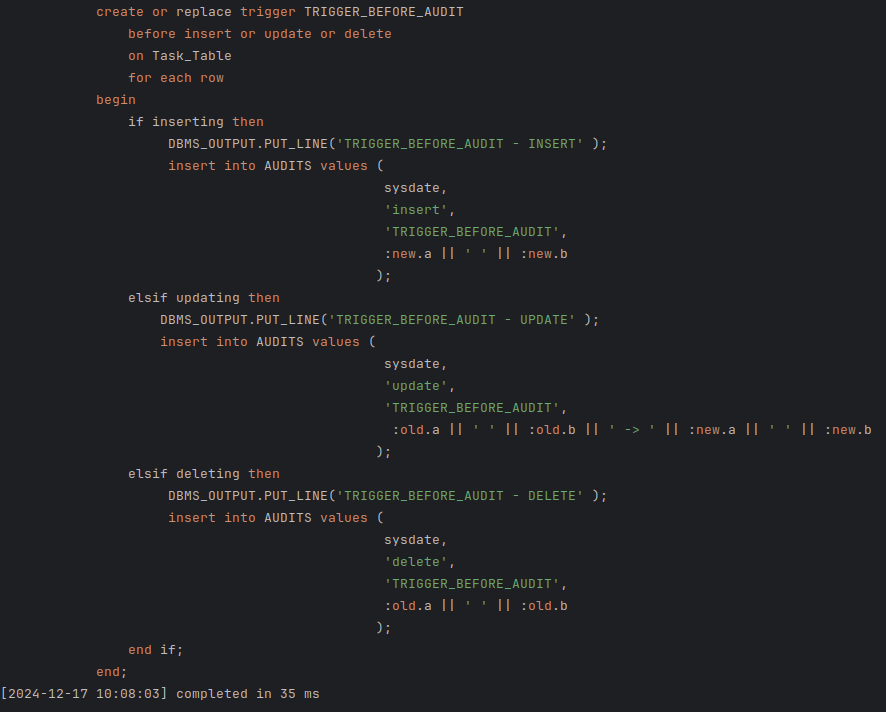 create or replace trigger TRIGGER_BEFORE_AUDIT
    before insert or update or delete
    on Task_Table
    for each row
begin
    if inserting then
         DBMS_OUTPUT.PUT_LINE('TRIGGER_BEFORE_AUDIT - INSERT' );
         insert into AUDITS values (
                                    sysdate,
                                    'insert',
                                    'TRIGGER_BEFORE_AUDIT',
                                    :new.a || ' ' || :new.b
                                   );
    elsif updating then
        DBMS_OUTPUT.PUT_LINE('TRIGGER_BEFORE_AUDIT - UPDATE' );
        insert into AUDITS values (
                                    sysdate,
                                    'update',
                                    'TRIGGER_BEFORE_AUDIT',
                                     :old.a || ' ' || :old.b || ' -> ' || :new.a || ' ' || :new.b
                                   );
    elsif deleting then
         DBMS_OUTPUT.PUT_LINE('TRIGGER_BEFORE_AUDIT - DELETE' );
         insert into AUDITS values (
                                    sysdate,
                                    'delete',
                                    'TRIGGER_BEFORE_AUDIT',
                                    :old.a || ' ' || :old.b
                                   );
    end if;
end;
[2024-12-17 10:08:03] completed in 35 ms